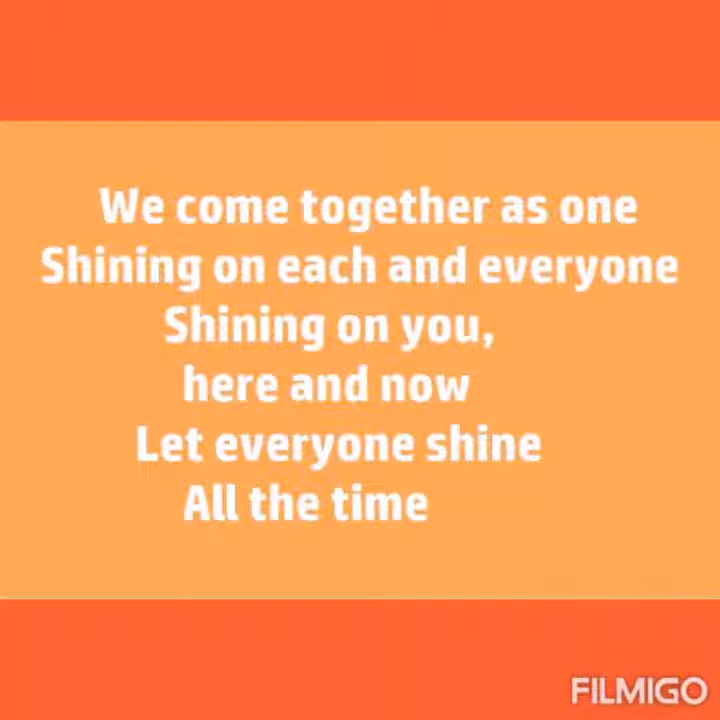 We come together as one
Shining on each and everyone
Shining on you,
here and now
Let everyone shine
All the time
FILMIGO